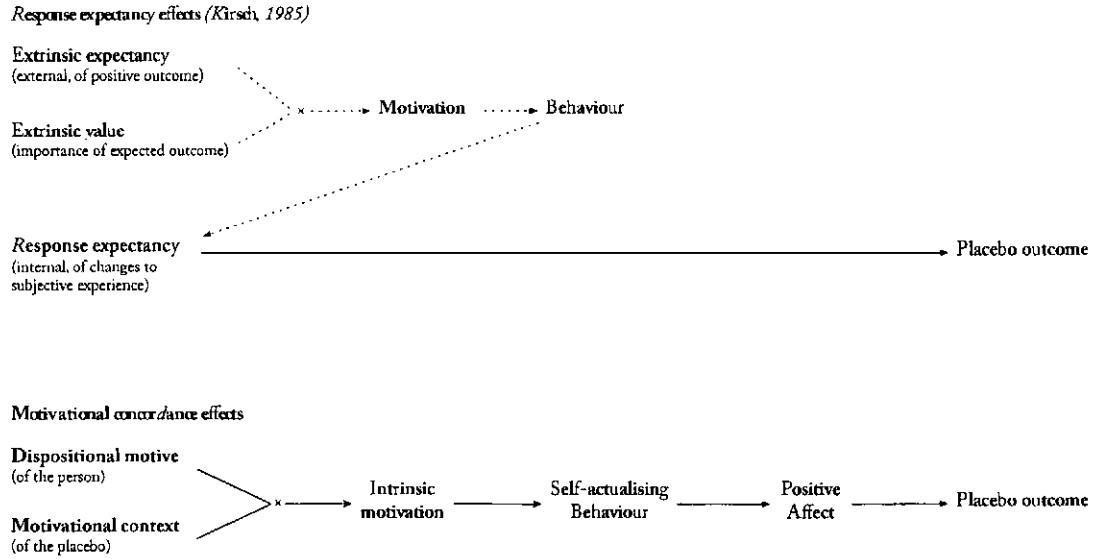 Response expectancy effects (Kirsch, 1985)
Extrinsic expectancy
(external, of positive outcome)
× Motivation Behaviour
Extrinsic value
(importance of expected outcome)
Response expectancy Placebo outcome
(internal, of changes to
subjective experience)
Motivational concordance effects
Dispositional motive
(of the person)
× Intrinsic motivation Self-actualising Behaviour Positive Affect Placebo outcome
Motivational context
(of the placebo)